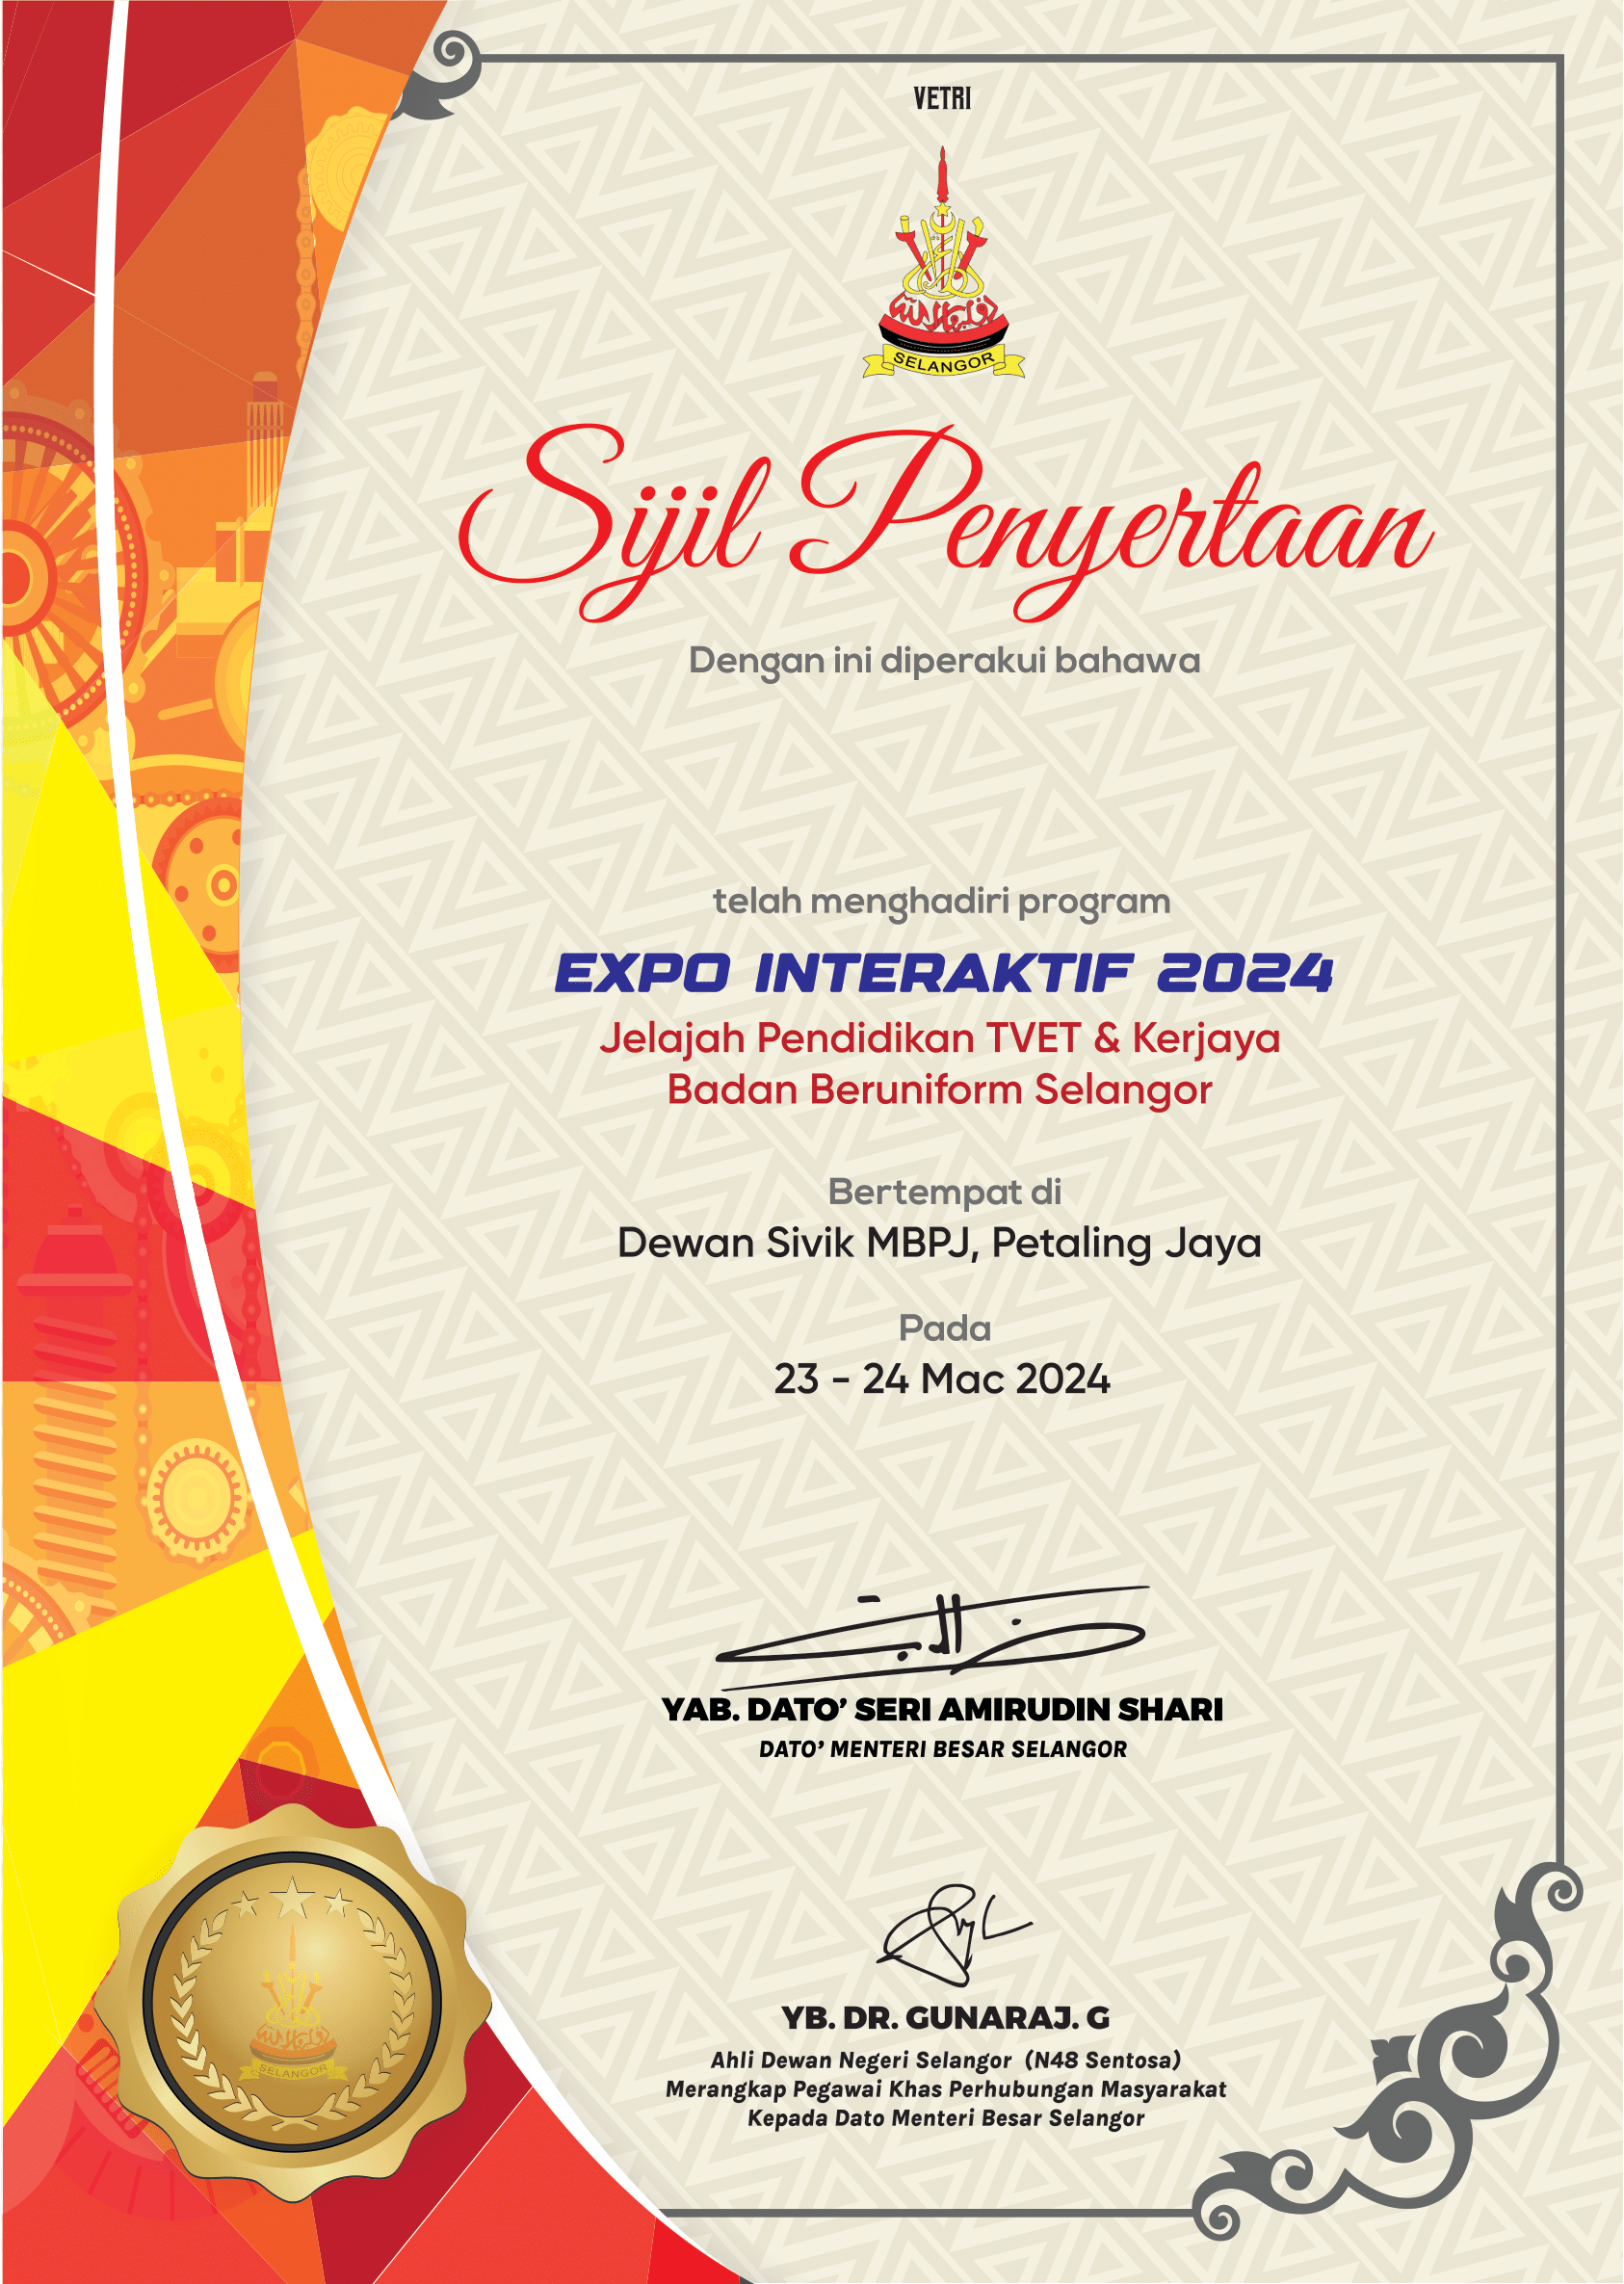 VETRI
SELANGOR
Sijil Penyertaan
Dengan ini diperakui bahawa
telah menghadiri program
EXPO INTERAKTIF 2024
Jelajah Pendidikan TVET & Kerjaya
Badan Beruniform Selangor
Bertempat di
Dewan Sivik MBPJ, Petaling Jaya
Pada
23 - 24 Mac 2024
YAB. DATO’ SERI AMIRUDIN SHARI
DATO’ MENTERI BESAR SELANGOR
SELANGOR
YB. DR. GUNARAJ. G
Ahli Dewan Negeri Selangor (N48 Sentosa)
Merangkap Pegawai Khas Perhubungan Masyarakat
Kepada Dato Menteri Besar Selangor